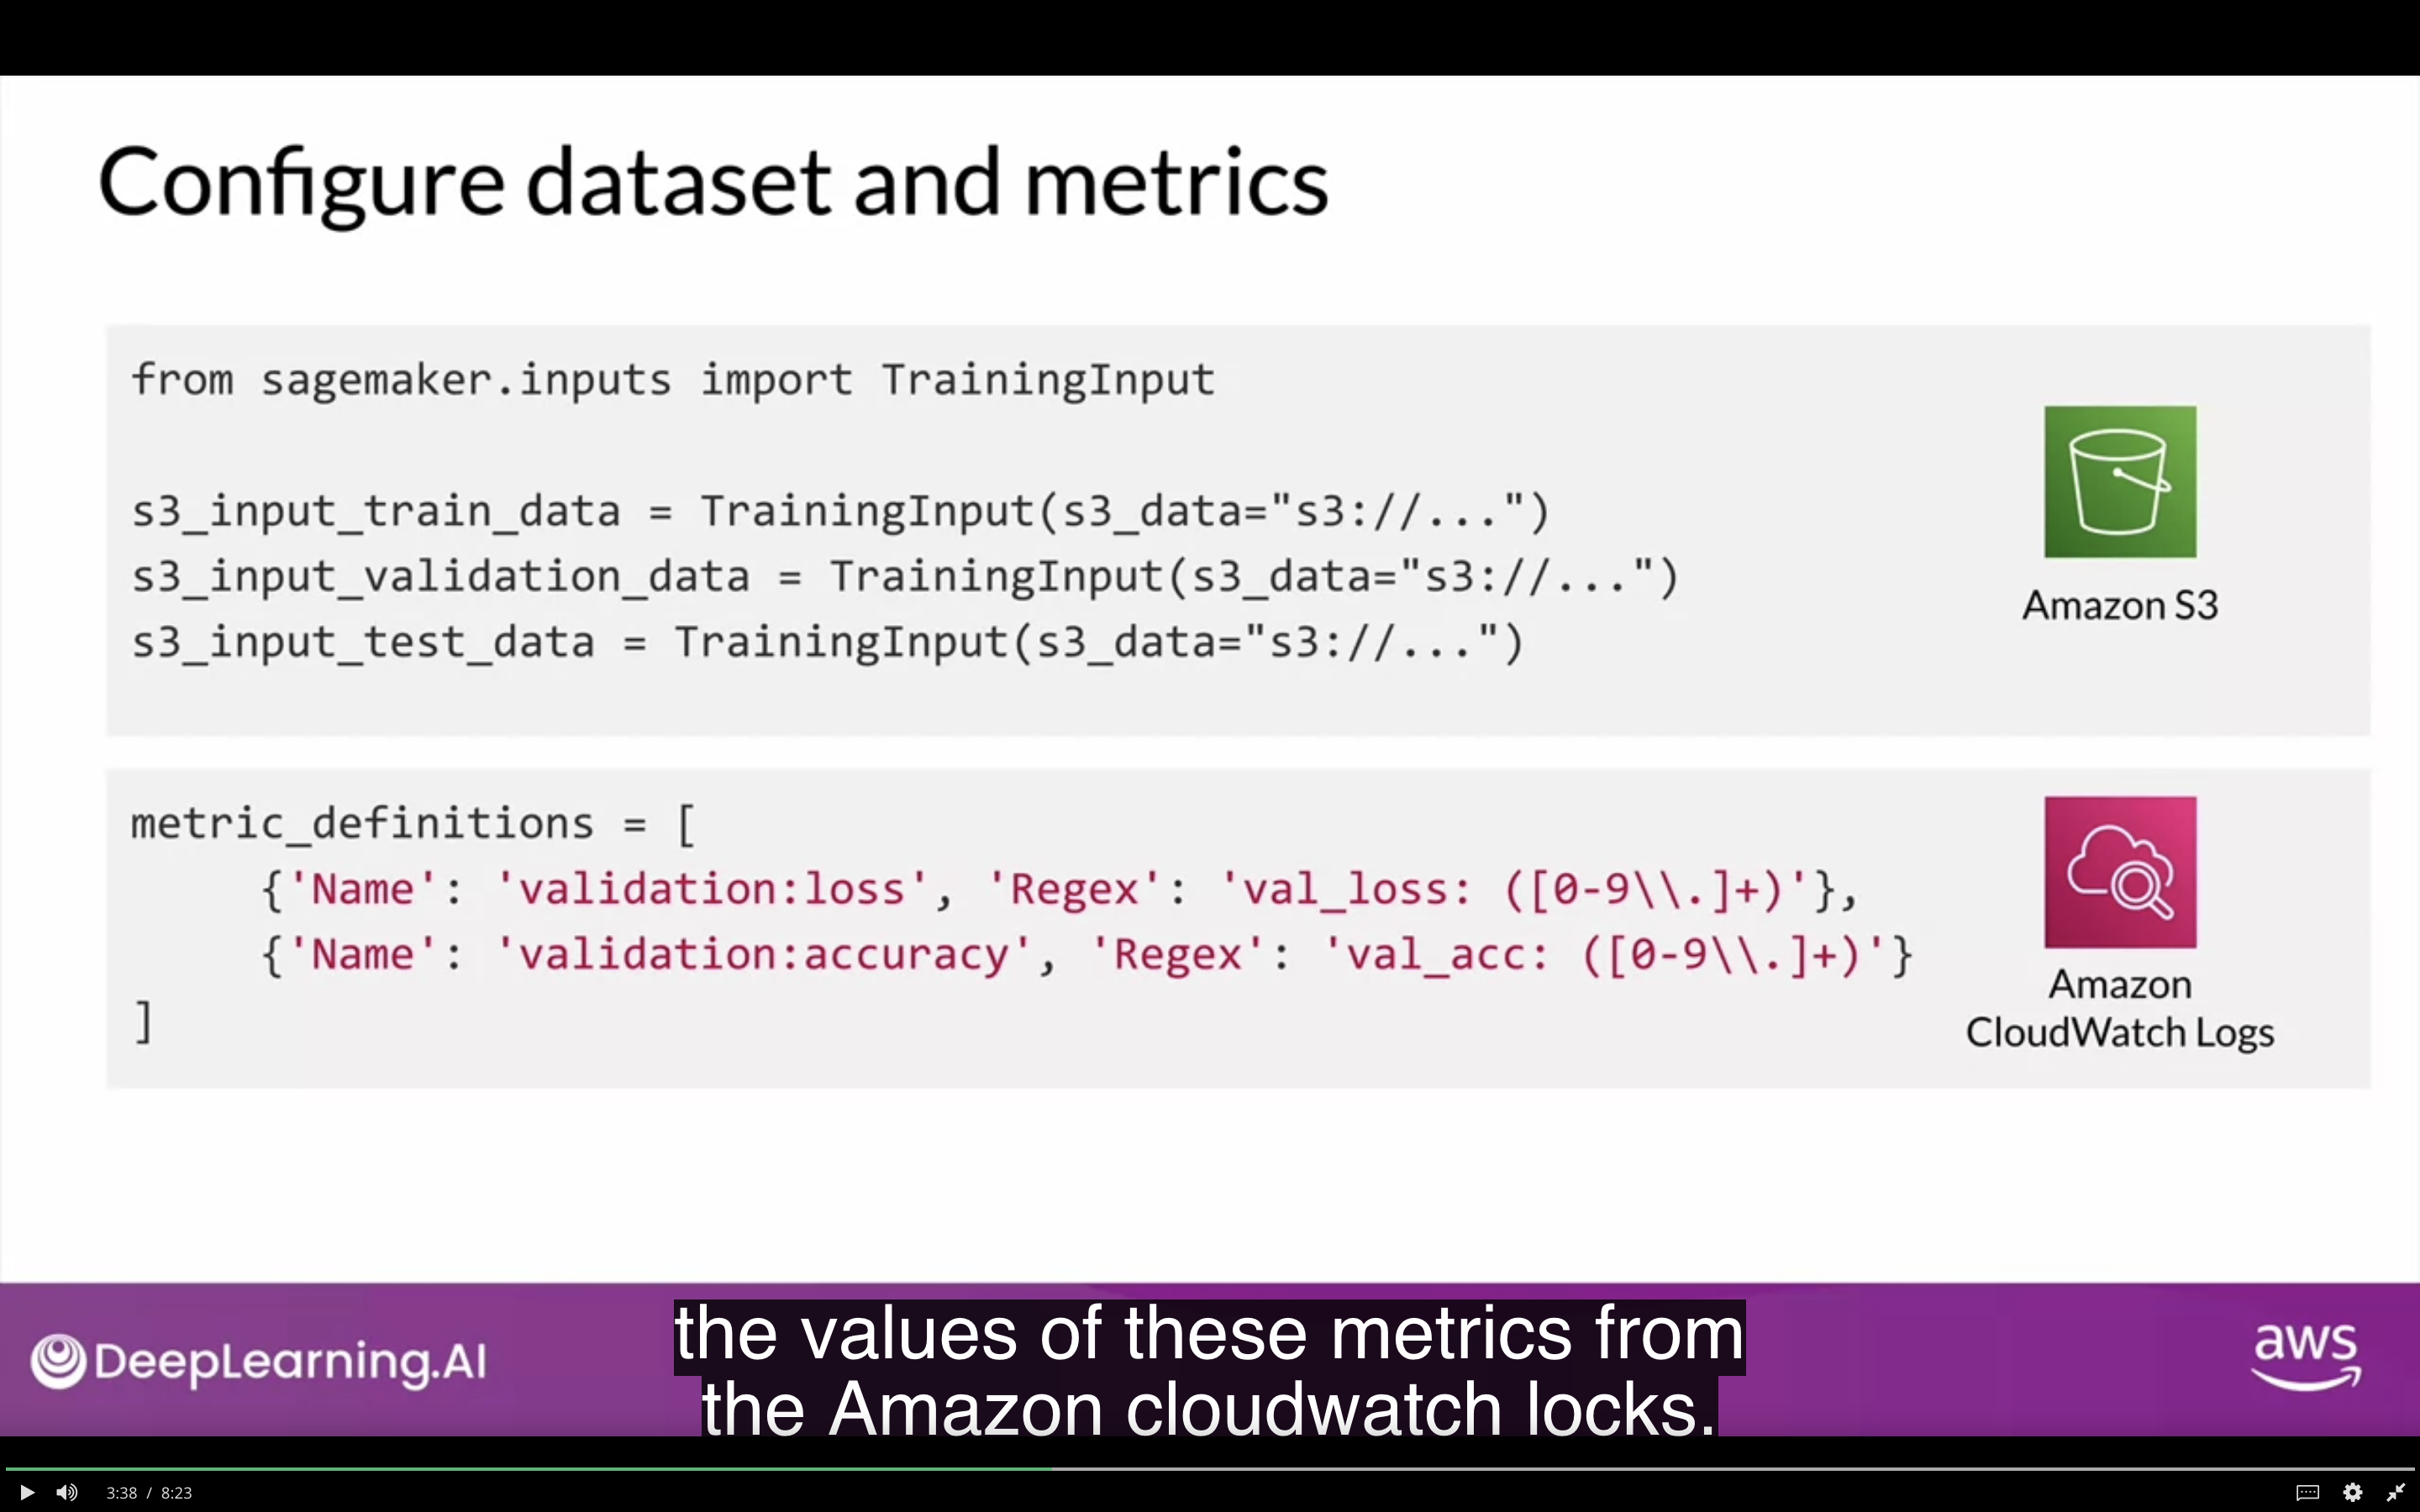 Configure dataset and metrics
from sagemaker.inputs import TrainingInput
s3_input_train_data = TrainingInput(s3_data="s3://...")
s3_input_validation_data = TrainingInput(s3_data="s3://...")
s3_input_test_data = TrainingInput(s3_data="s3://...")
Amazon S3
metric_definitions = [
    {'Name': 'validation:loss', 'Regex': 'val_loss: ([0-9\\.]+)'},
    {'Name': 'validation:accuracy', 'Regex': 'val_acc: ([0-9\\.]+)'}
]
Amazon
CloudWatch Logs
DeepLearning.AI
the values of these metrics from
the Amazon cloudwatch locks.
aws
3:38 / 8:23